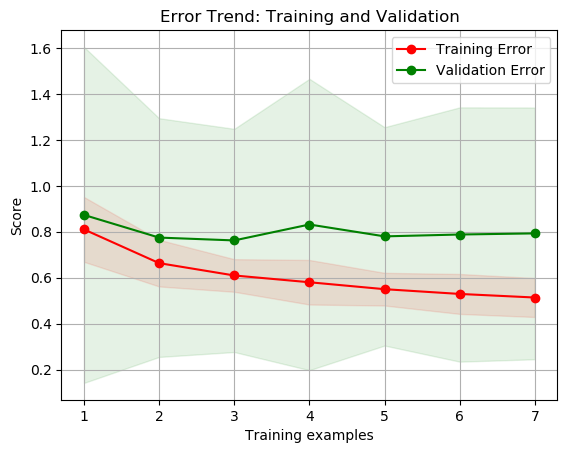 Error Trend: Training and Validation
Training Error
Validation Error
Score
1.6
1.4
1.2
1.0
0.8
0.6
0.4
0.2
1 2 3 4 5 6 7
Training examples